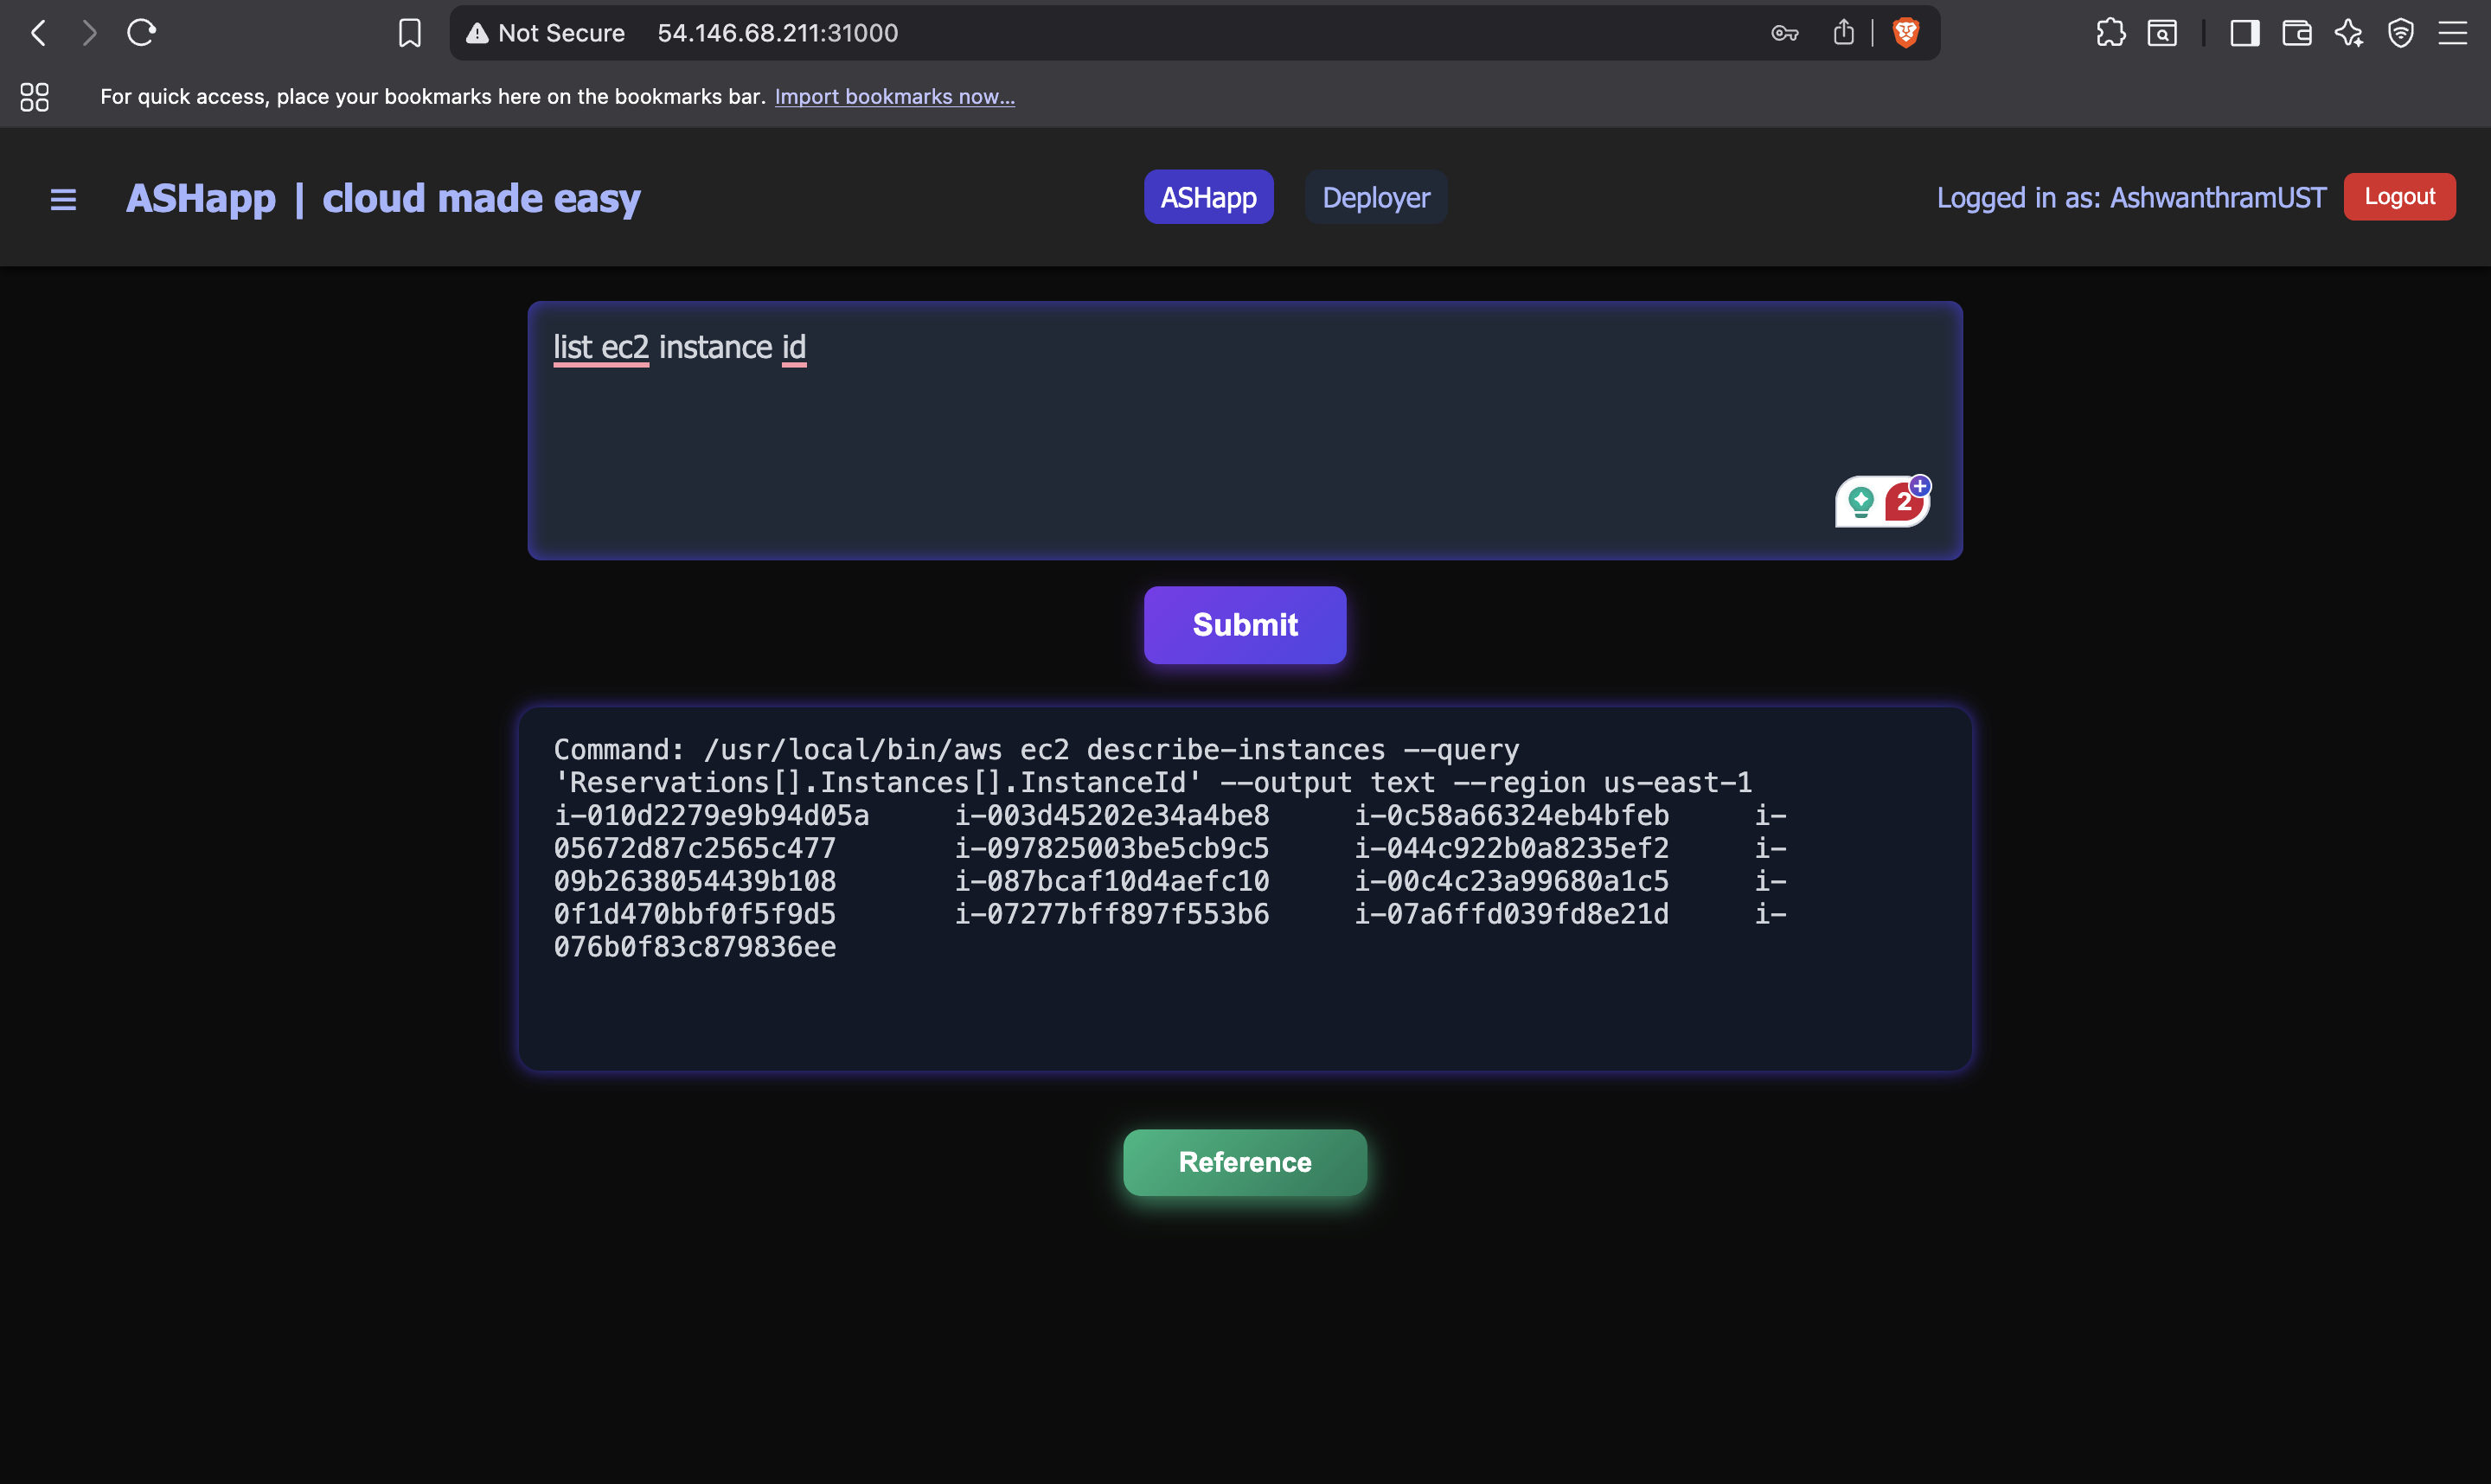 Not Secure 54.146.68.211:31000
For quick access, place your bookmarks here on the bookmarks bar. Import bookmarks now...
ASHapp | cloud made easy
ASHapp
Deployer
Logged in as: AshwanthramUST
Logout
list ec2 instance id
2
Submit
Command: /usr/local/bin/aws ec2 describe-instances --query
'Reservations[].Instances[].InstanceId' --output text --region us-east-1
i-010d2279e9b94d05a i-003d45202e34a4be8 i-0c58a66324eb4bfeb i-
05672d87c2565c477 i-097825003be5cb9c5 i-044c922b0a8235ef2 i-
09b2638054439b108 i-087bcaf10d4aefc10 i-00c4c23a99680a1c5 i-
0f1d470bbf0f5f9d5 i-07277bff897f553b6 i-07a6ffd039fd8e21d i-
076b0f83c879836ee
Reference